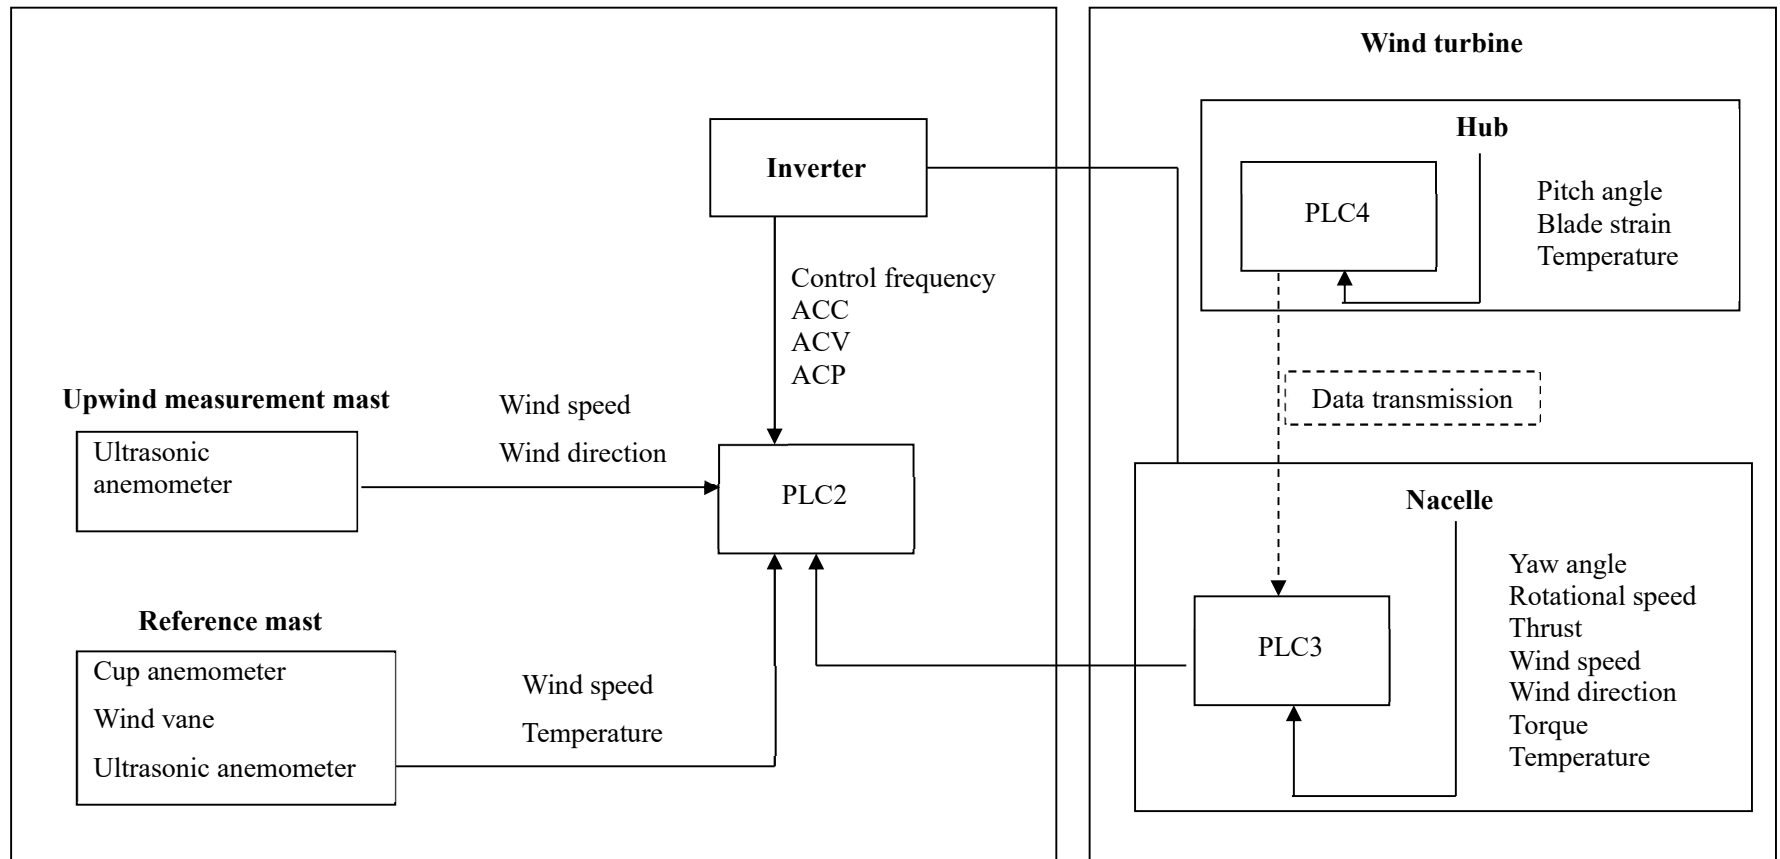 Wind turbine
Hub
Inverter
PLC4
Pitch angle
Blade strain
Temperature
Control frequency
ACC
ACV
ACP
Data transmission
Upwind measurement mast
Ultrasonic
anemometer
Wind speed
Wind direction
PLC2
Nacelle
Yaw angle
Rotational speed
Thrust
Wind speed
Wind direction
Torque
Temperature
PLC3
Reference mast
Cup anemometer
Wind vane
Ultrasonic anemometer
Wind speed
Temperature